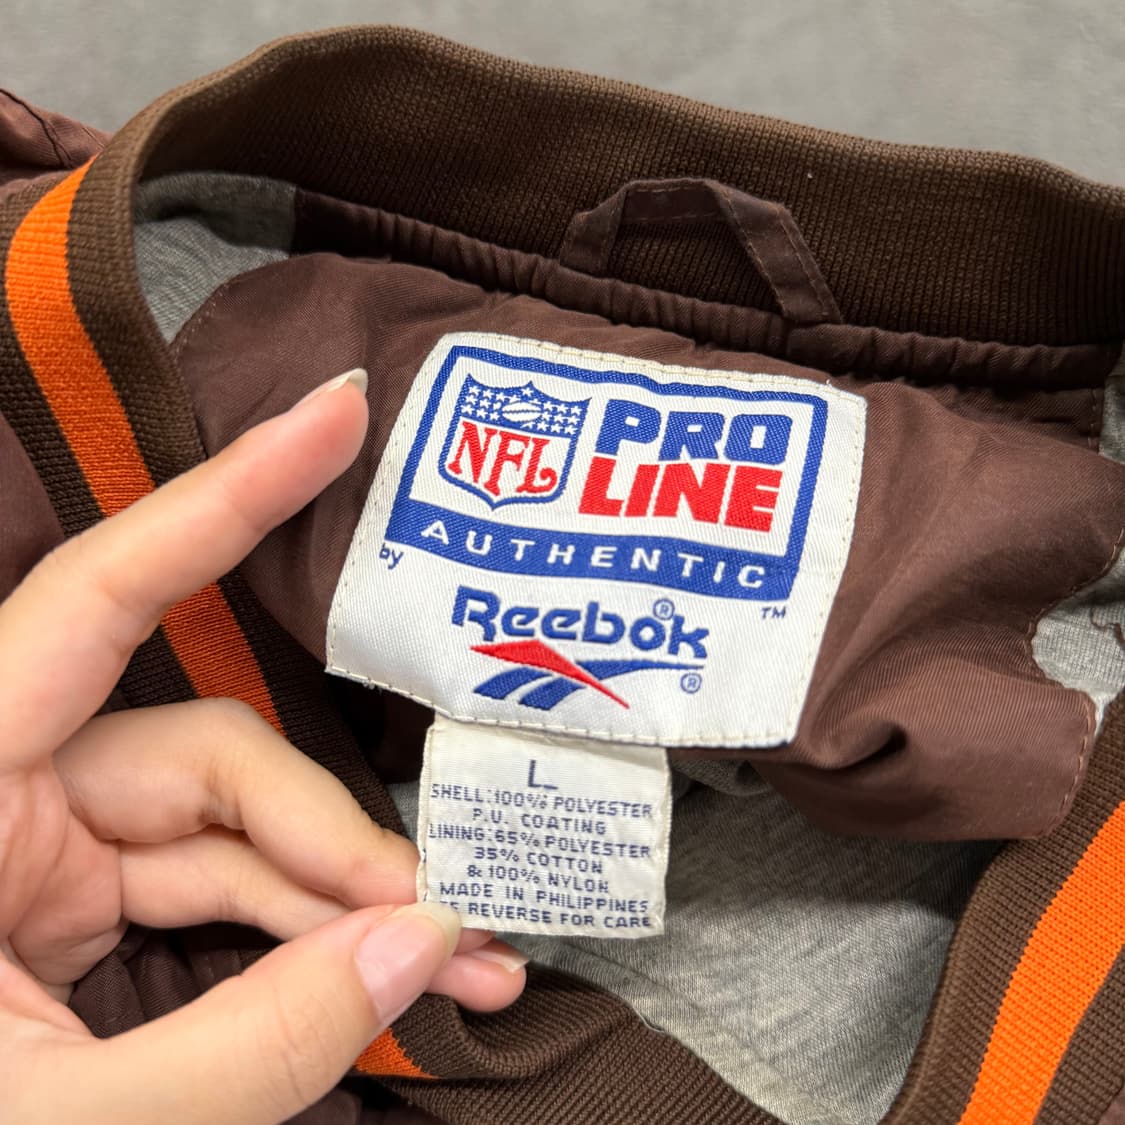 NFL PRO
LINE
AUTHENTIC
by
TM
Reebok®
®
L
SHELL:100% POLYESTER
P.U. COATING
LINING:65% POLYESTER
35% COTTON
& 100% NYLON
MADE IN PHILIPPINES
REVERSE FOR CARE